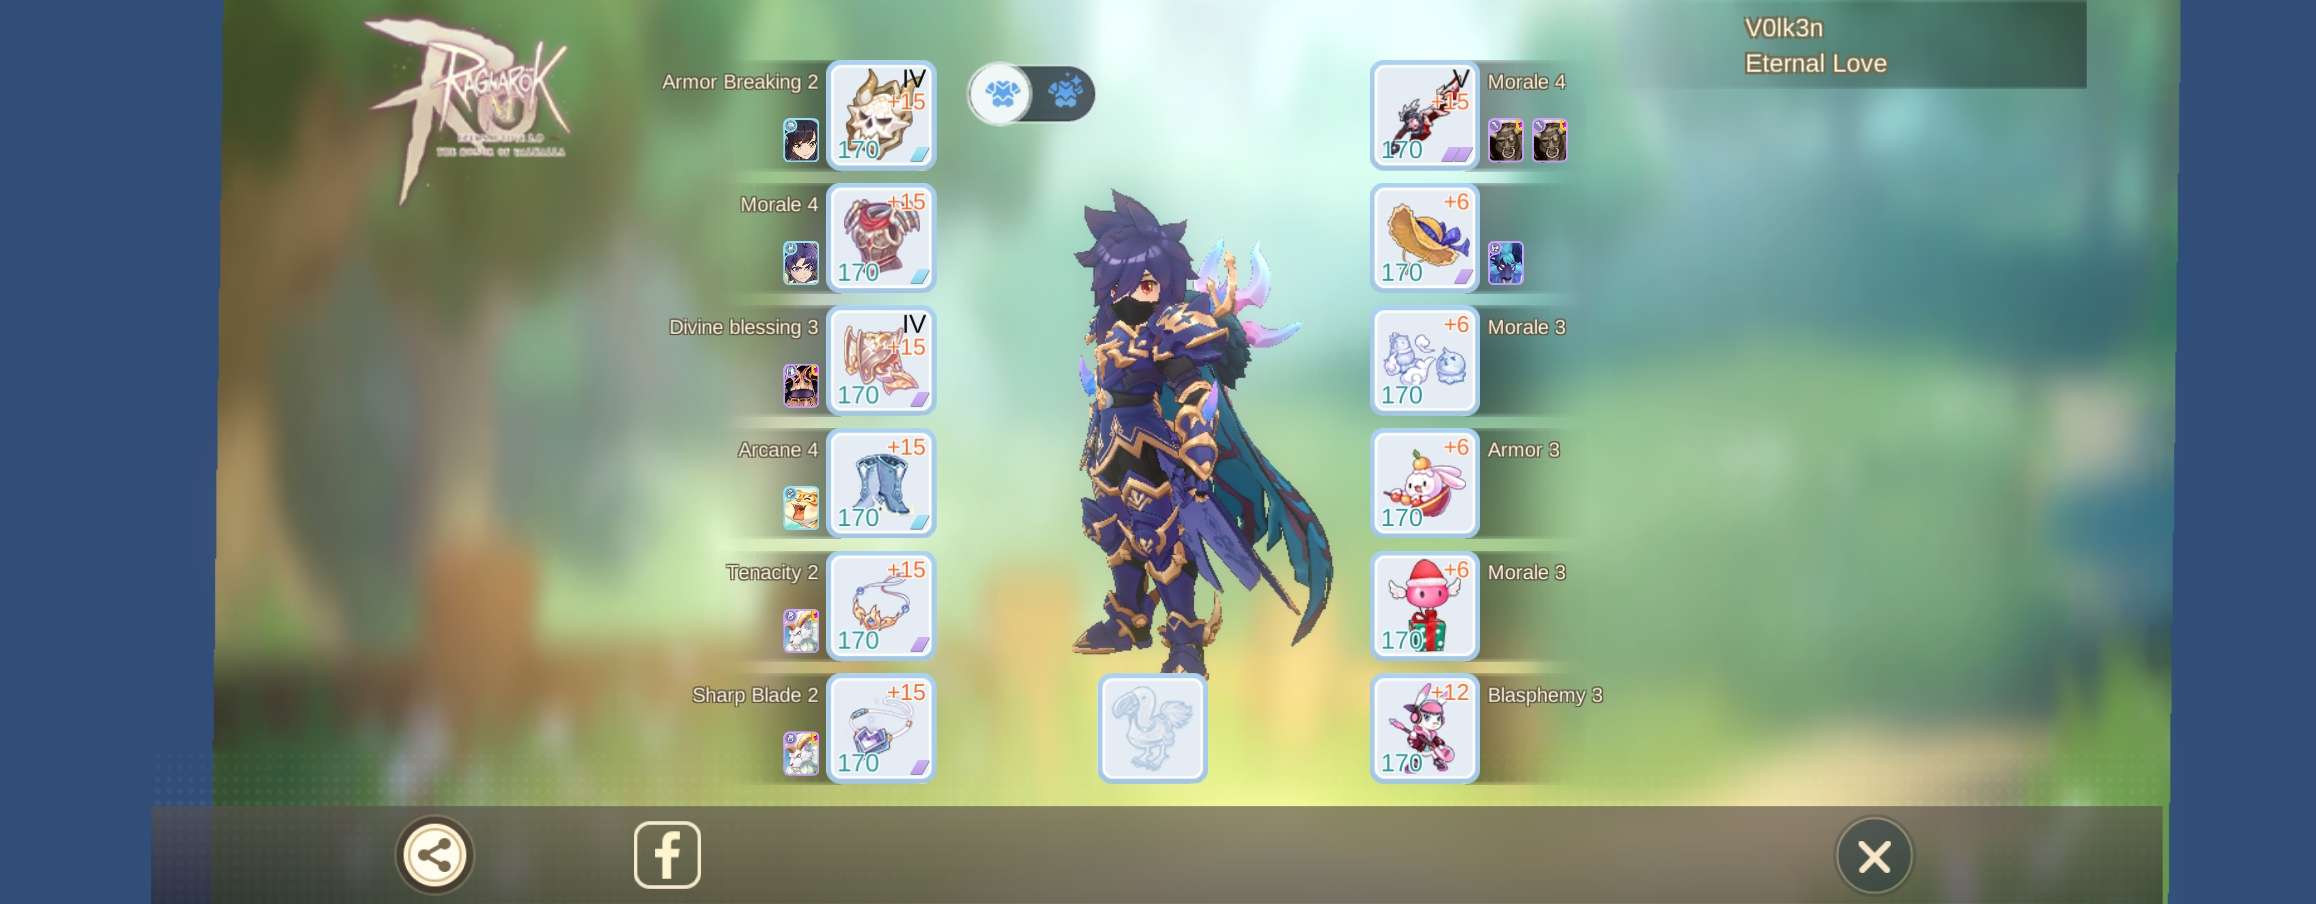 RAGNARÖK
V0lk3n
Eternal Love
Armor Breaking 2
IV
+15
170
Morale 4
+15
170
Divine blessing 3
IV
+15
170
Arcane 4
+15
170
Tenacity 2
+15
170
Sharp Blade 2
+15
170
V
+15
170
Morale 4
+6
170
+6
170
Morale 3
+6
170
Armor 3
+6
170
Morale 3
+12
170
Blasphemy 3